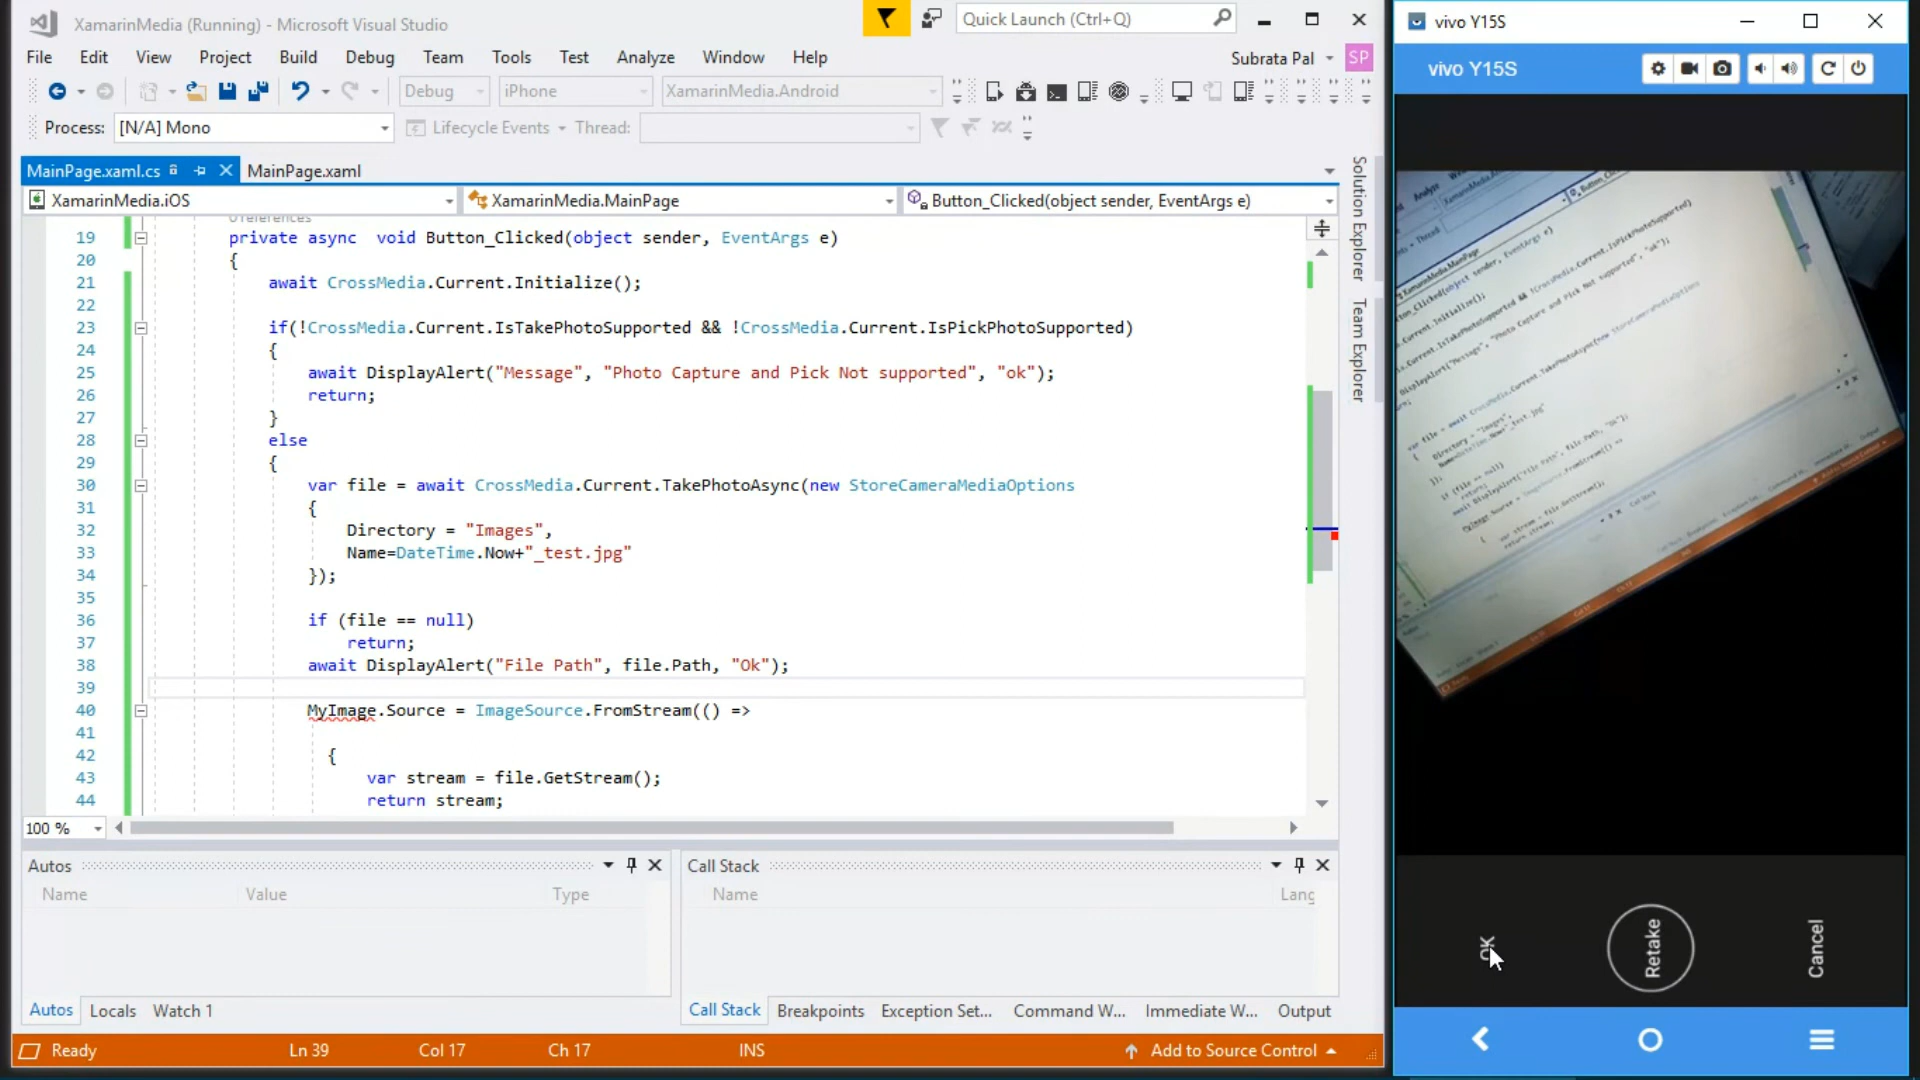 XamarinMedia (Running) - Microsoft Visual Studio
Quick Launch (Ctrl+Q)
File Edit View Project Build Debug Team Tools Test Analyze Window Help
Subrata Pal SP
Debug iPhone XamarinMedia.Android
Process: [N/A] Mono Lifecycle Events Thread:
MainPage.xaml.cs MainPage.xaml
XamarinMedia.iOS XamarinMedia.MainPage Button_Clicked(object sender, EventArgs e)
0 references
19 private async  void Button_Clicked(object sender, EventArgs e)
20 {
21 await CrossMedia.Current.Initialize();
22
23 if(!CrossMedia.Current.IsTakePhotoSupported && !CrossMedia.Current.IsPickPhotoSupported)
24 {
25 await DisplayAlert("Message", "Photo Capture and Pick Not supported", "ok");
26 return;
27 }
28 else
29 {
30 var file = await CrossMedia.Current.TakePhotoAsync(new StoreCameraMediaOptions
31 {
32 Directory = "Images",
33 Name=DateTime.Now+"_test.jpg"
34 });
35
36 if (file == null)
37 return;
38 await DisplayAlert("File Path", file.Path, "Ok");
39
40 MyImage.Source = ImageSource.FromStream(() =>
41
42 {
43 var stream = file.GetStream();
44 return stream;
100 %
Solution Explorer
Team Explorer
Autos
Name Value Type
Call Stack
Name Lang
Autos Locals Watch 1
Call Stack Breakpoints Exception Set... Command W... Immediate W... Output
Ready Ln 39 Col 17 Ch 17 INS Add to Source Control
vivo Y15S
vivo Y15S
OK Retake Cancel